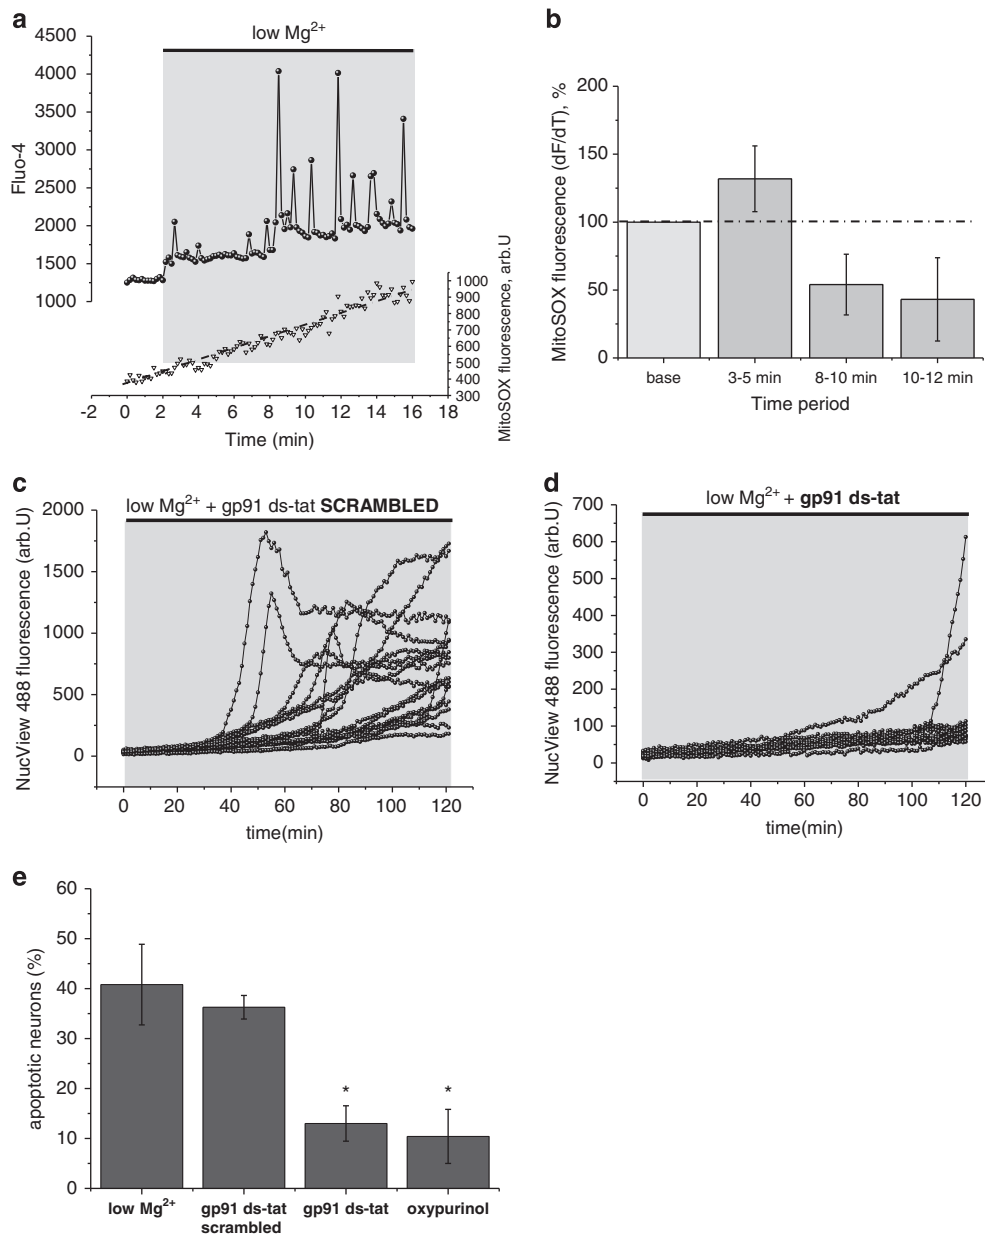 a
low Mg2+
4500
4000
3500
3000
2500
2000
1500
1000
Fluo-4
1000
900
800
700
600
500
400
300
MitoSOX fluorescence, arb.U
-2 0 2 4 6 8 10 12 14 16 18
Time (min)
b
200
150
100
50
0
MitoSOX fluorescence (dF/dT), %
base 3-5 min 8-10 min 10-12 min
Time period
c
low Mg2+ + gp91 ds-tat SCRAMBLED
2000
1500
1000
500
0
NucView 488 fluorescence (arb.U)
0 20 40 60 80 100 120
time(min)
d
low Mg2+ + gp91 ds-tat
700
600
500
400
300
200
100
0
NucView 488 fluorescence (arb.U)
0 20 40 60 80 100 120
time(min)
e
60
50
40
30
20
10
0
apoptotic neurons (%)
* *
low Mg2+ gp91 ds-tat gp91 ds-tat oxypurinol
scrambled